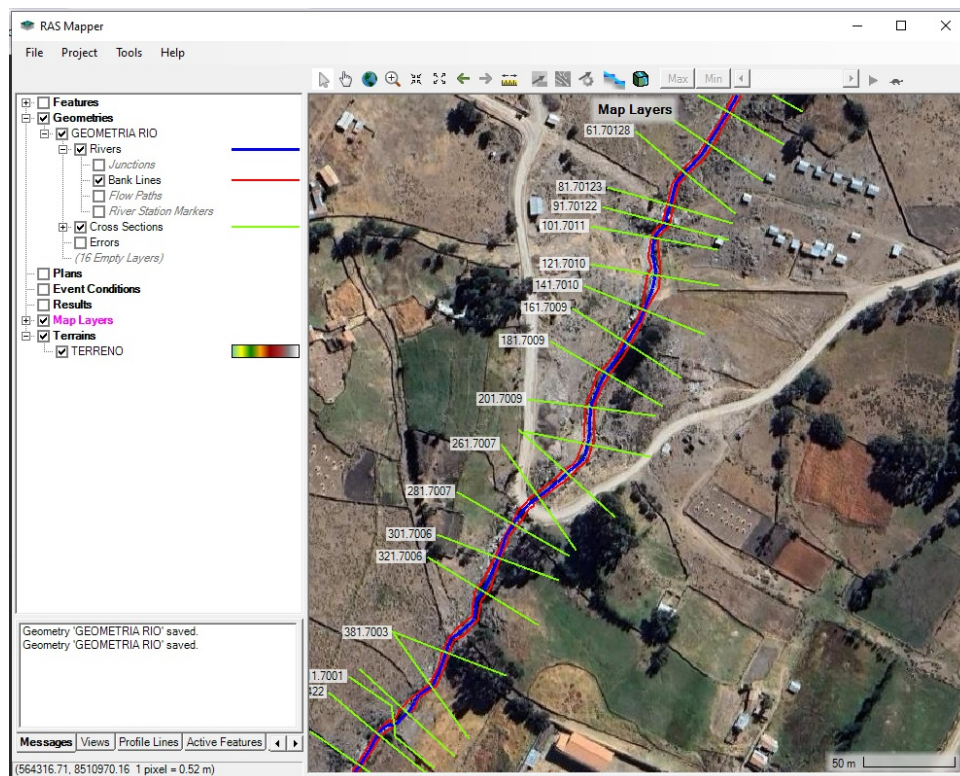 RAS Mapper
File Project Tools Help
Max Min
Features
Geometries
GEOMETRIA RIO
Rivers
Junctions
Bank Lines
Flow Paths
River Station Markers
Cross Sections
Errors
(16 Empty Layers)
Plans
Event Conditions
Results
Map Layers
Terrains
TERRENO
Map Layers
61.70128
81.70123
91.70122
101.7011
121.7010
141.7010
161.7009
181.7009
201.7009
261.7007
281.7007
301.7006
321.7006
381.7003
1.7001
422
50 m
Geometry 'GEOMETRIA RIO' saved.
Geometry 'GEOMETRIA RIO' saved.
Messages Views Profile Lines Active Features
(564316.71, 8510970.16 1 pixel = 0.52 m)